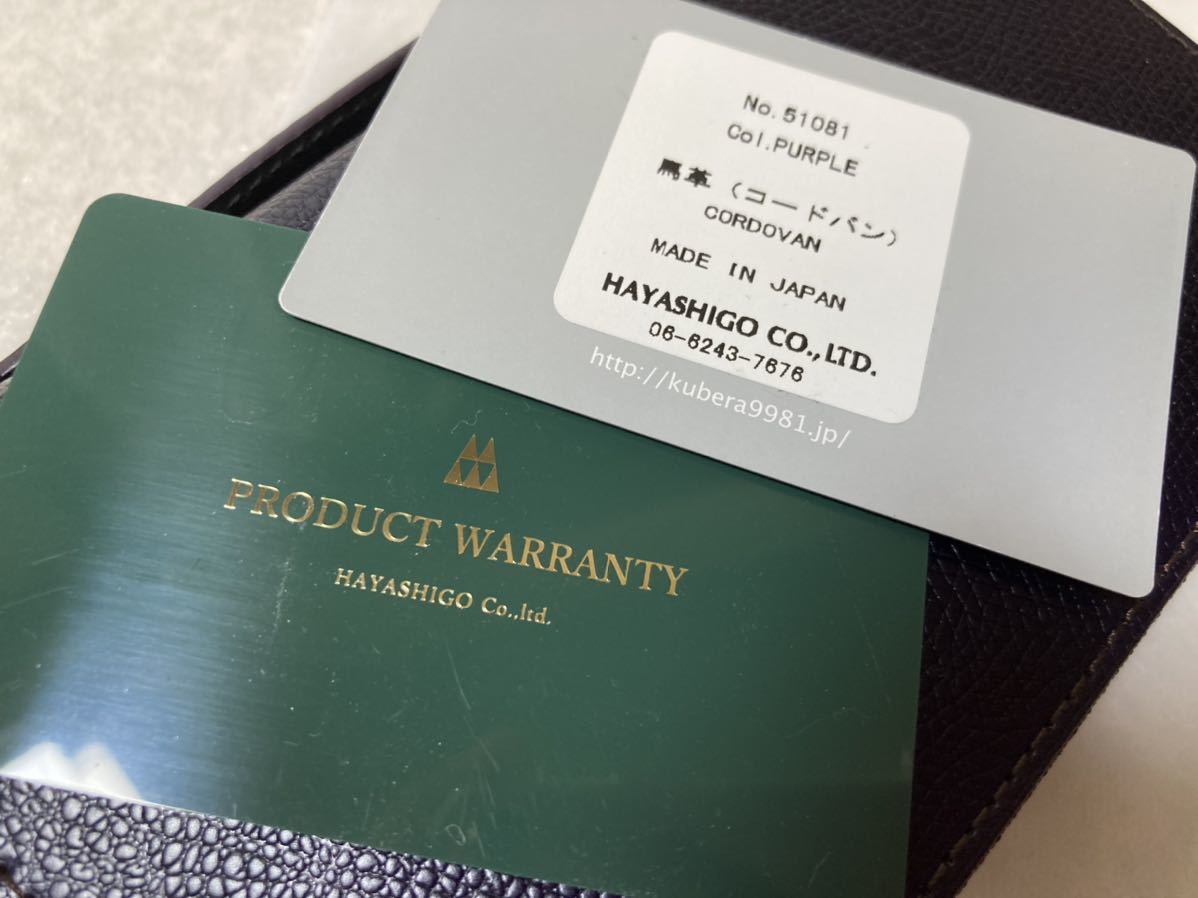 No.51081
Col.PURPLE
馬革（コードバン）
CORDOVAN
MADE IN JAPAN
HAYASHIGO CO.,LTD.
06-6243-7676
http://kubera9981.jp/
PRODUCT WARRANTY
HAYASHIGO Co.,ltd.